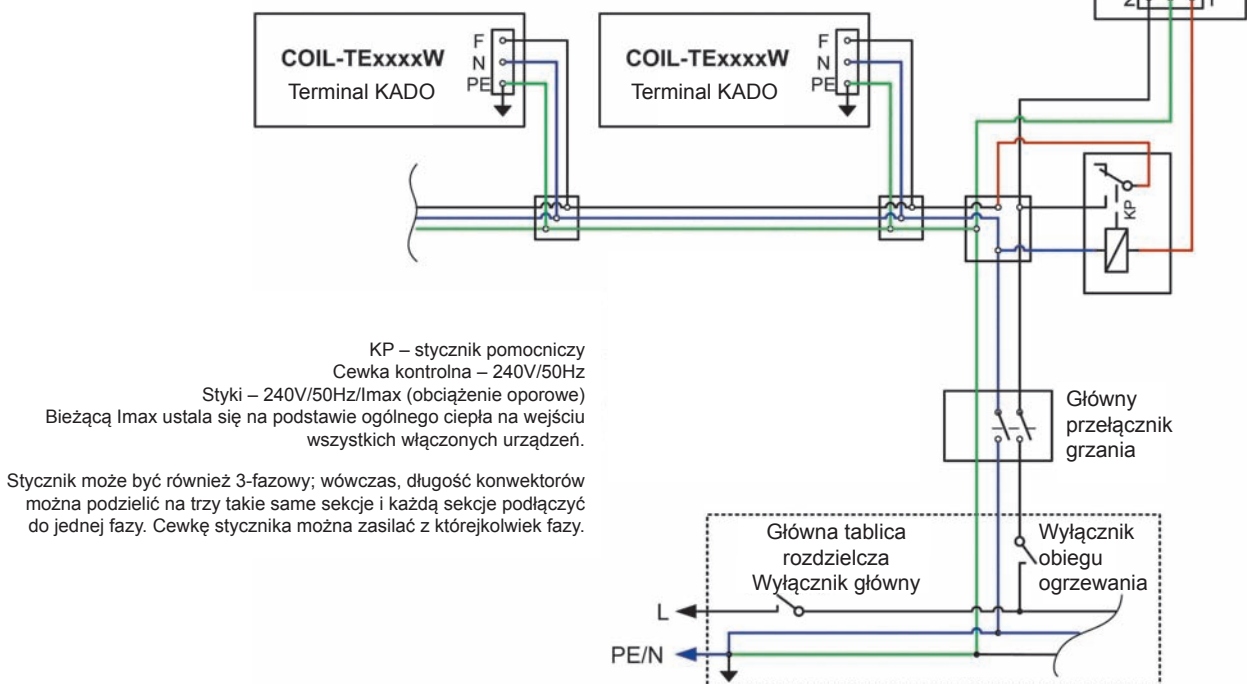 2 1
COIL-TExxxxW
Terminal KADO
F
N
PE
COIL-TExxxxW
Terminal KADO
F
N
PE
KP
KP – stycznik pomocniczy
Cewka kontrolna – 240V/50Hz
Styki – 240V/50Hz/Imax (obciążenie oporowe)
Bieżącą Imax ustala się na podstawie ogólnego ciepła na wejściu
wszystkich włączonych urządzeń.
Stycznik może być również 3-fazowy; wówczas, długość konwektorów
można podzielić na trzy takie same sekcje i każdą sekcje podłączyć
do jednej fazy. Cewkę stycznika można zasilać z którejkolwiek fazy.
Główny
przełącznik
grzania
Główna tablica
rozdzielcza
Wyłącznik główny
Wyłącznik
obiegu
ogrzewania
L
PE/N